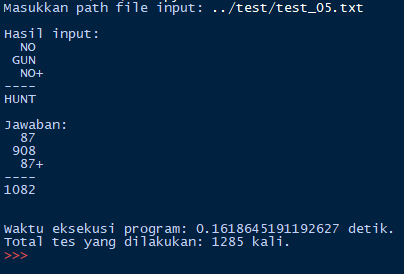 Masukkan path file input: ../test/test_05.txt
Hasil input:
NO
GUN
NO+
----
HUNT
Jawaban:
87
908
87+
----
1082
Waktu eksekusi program: 0.1618645191192627 detik.
Total tes yang dilakukan: 1285 kali.
>>>